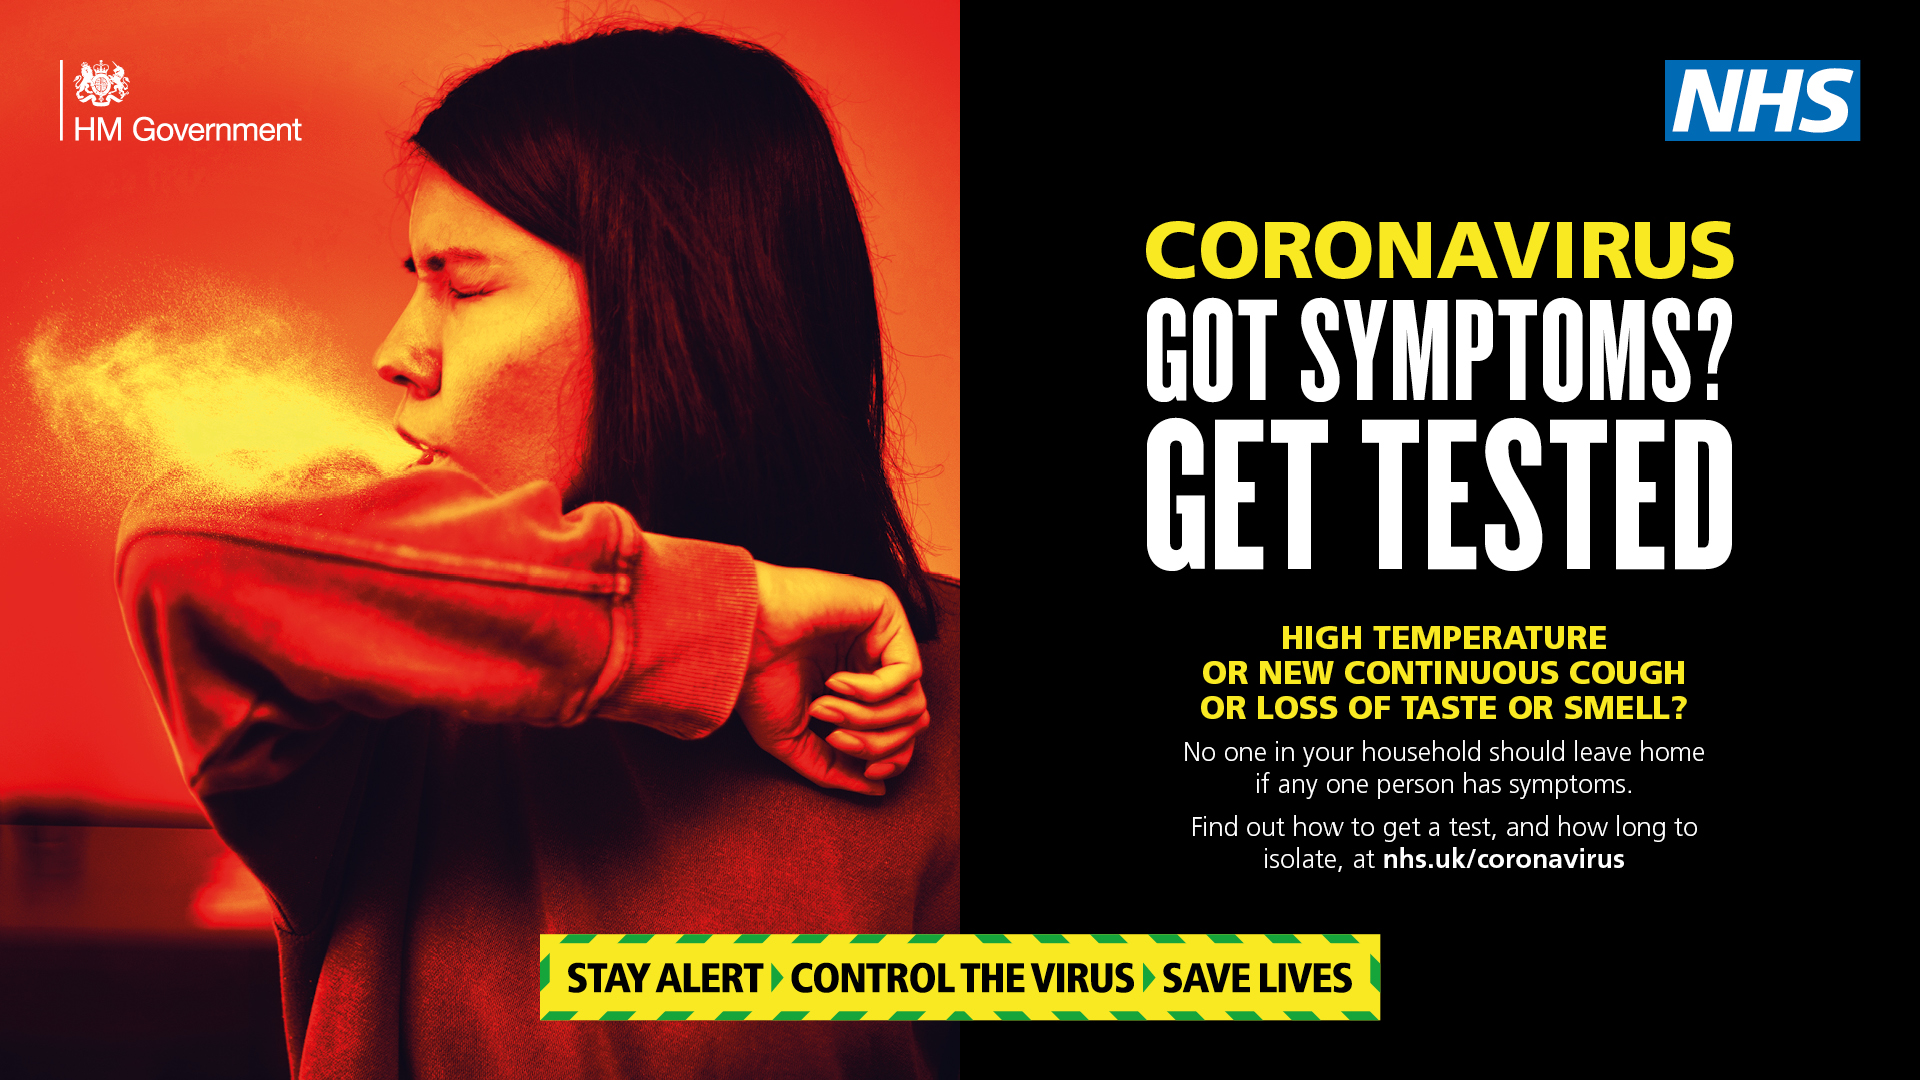 HM Government
NHS
CORONAVIRUS
GOT SYMPTOMS?
GET TESTED
HIGH TEMPERATURE
OR NEW CONTINUOUS COUGH
OR LOSS OF TASTE OR SMELL?
No one in your household should leave home
if any one person has symptoms.
Find out how to get a test, and how long to
isolate, at nhs.uk/coronavirus
STAY ALERT CONTROL THE VIRUS SAVE LIVES